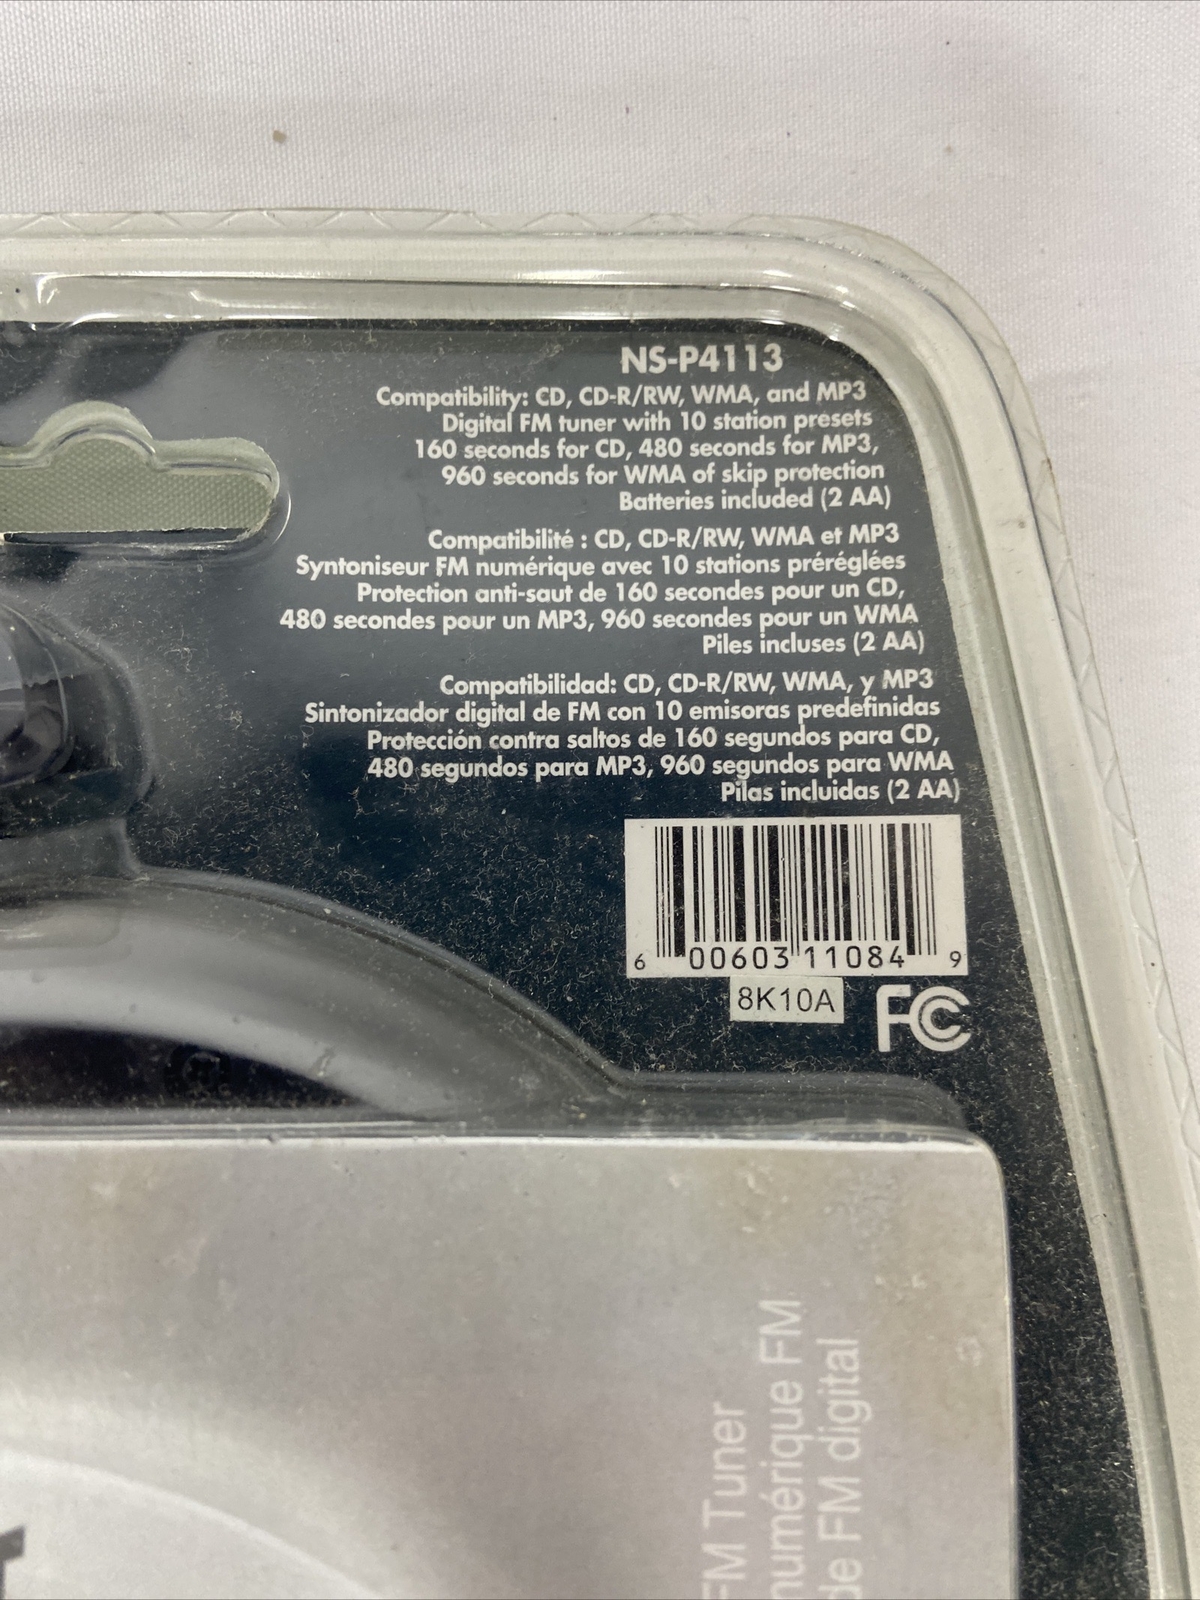 NS-P4113
Compatibility: CD, CD-R/RW, WMA, and MP3
Digital FM tuner with 10 station presets
160 seconds for CD, 480 seconds for MP3,
960 seconds for WMA of skip protection
Batteries included (2 AA)
Compatibilité : CD, CD-R/RW, WMA et MP3
Syntoniseur FM numérique avec 10 stations préréglées
Protection anti-saut de 160 secondes pour un CD,
480 secondes pour un MP3, 960 secondes pour un WMA
Piles incluses (2 AA)
Compatibilidad: CD, CD-R/RW, WMA, y MP3
Sintonizador digital de FM con 10 emisoras predefinidas
Protección contra saltos de 160 segundos para CD,
480 segundos para MP3, 960 segundos para WMA
Pilas incluidas (2 AA)
6 00603 11084 9
8K10A
FC
FM Tuner
numérique FM
de FM digital